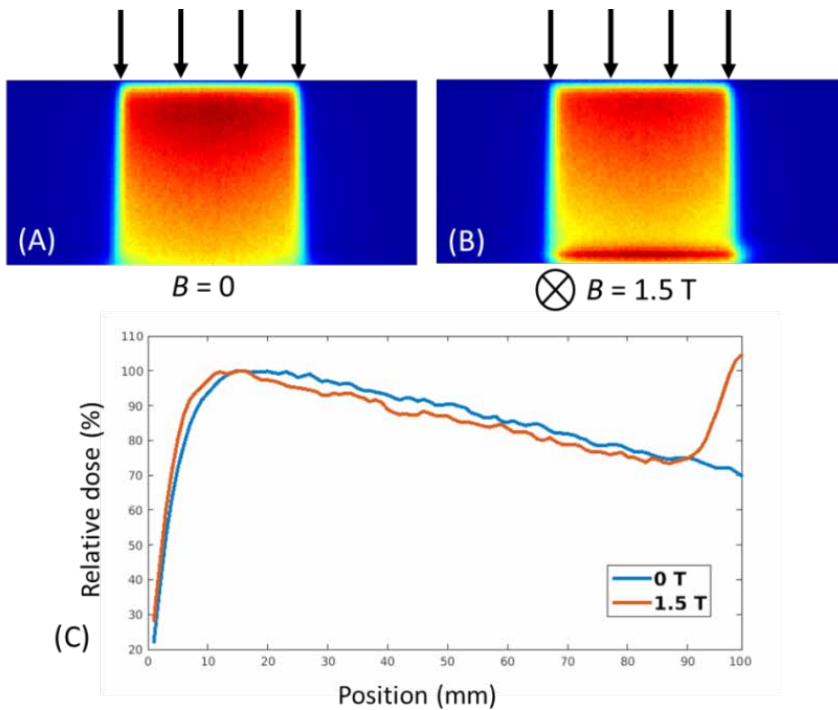 (A)
(B)
B = 0
B = 1.5 T
110
100
90
80
70
60
50
40
30
20
Relative dose (%)
0 T
1.5 T
(C)
0 10 20 30 40 50 60 70 80 90 100
Position (mm)